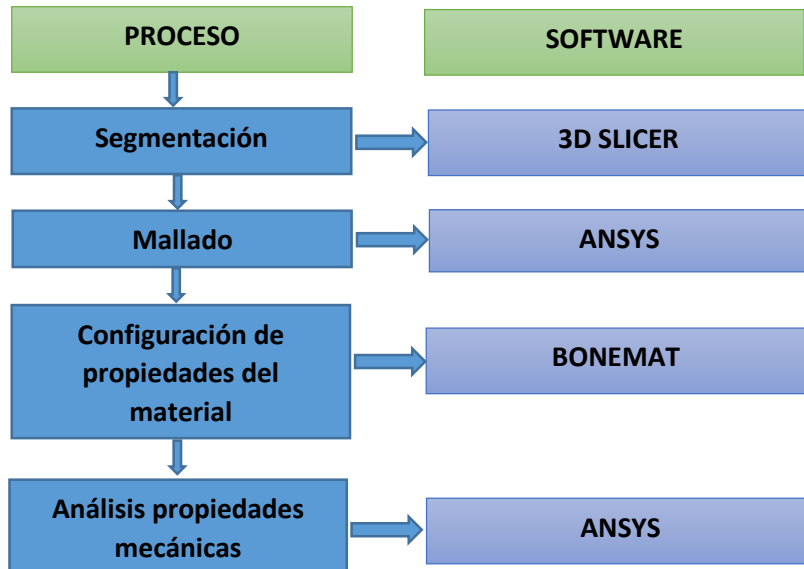 PROCESO
SOFTWARE
Segmentación
3D SLICER
Mallado
ANSYS
Configuración de
propiedades del
material
BONEMAT
Análisis propiedades
mecánicas
ANSYS